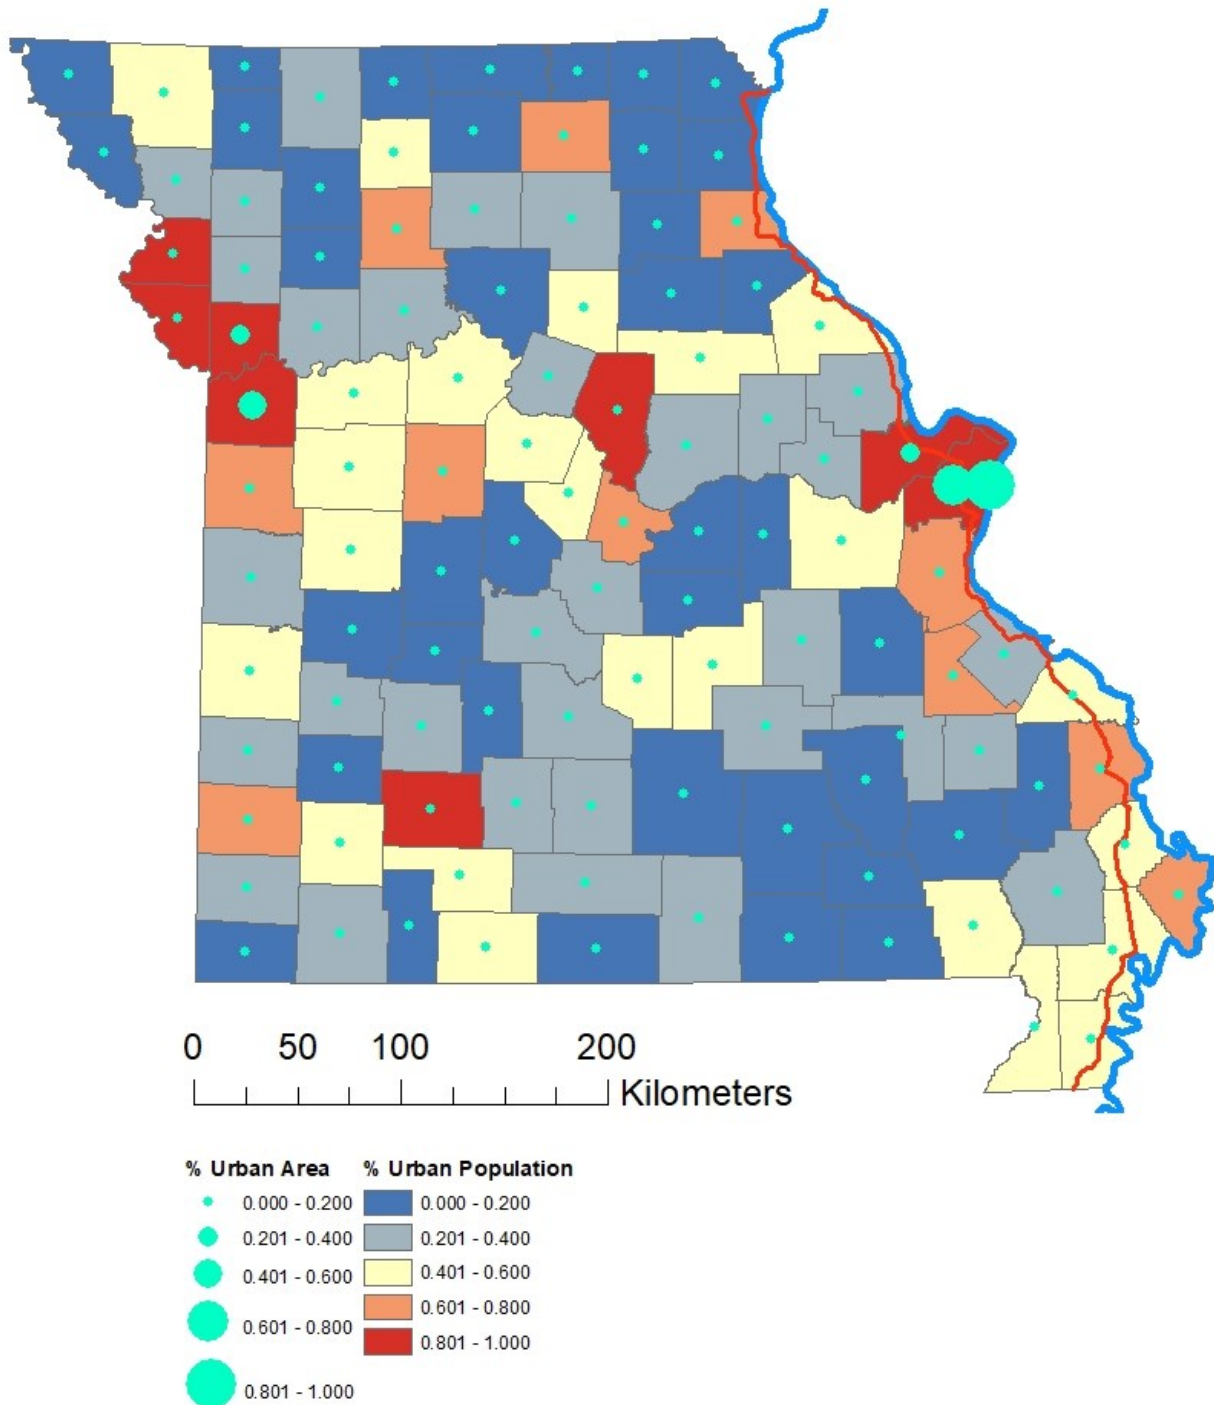 0 50 100 200
Kilometers
% Urban Area % Urban Population
0.000 - 0.200 0.000 - 0.200
0.201 - 0.400 0.201 - 0.400
0.401 - 0.600 0.401 - 0.600
0.601 - 0.800 0.601 - 0.800
0.801 - 1.000 0.801 - 1.000